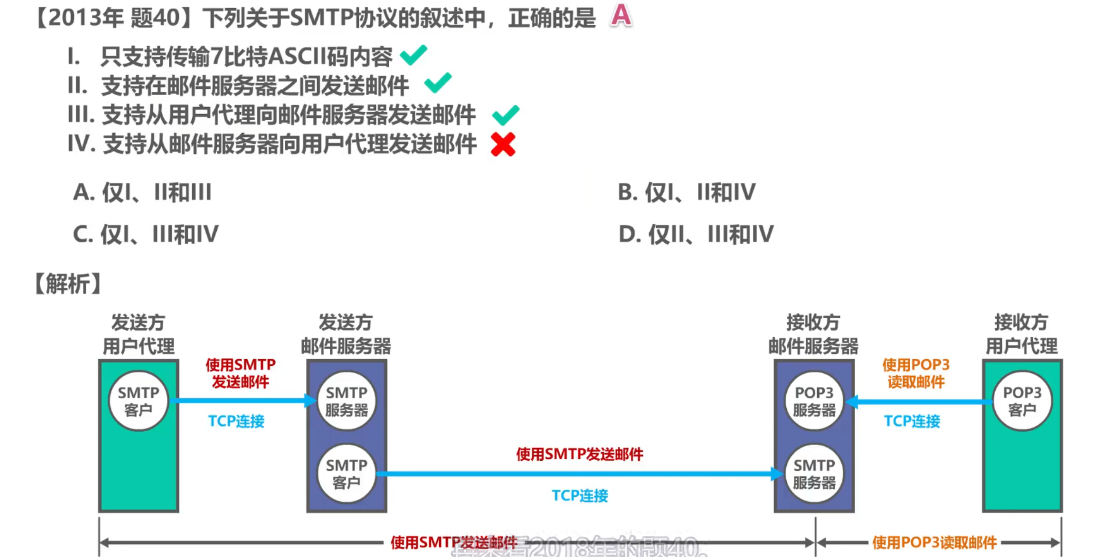 【2013年 题40】下列关于SMTP协议的叙述中，正确的是 A
I. 只支持传输7比特ASCII码内容
II. 支持在邮件服务器之间发送邮件
III. 支持从用户代理向邮件服务器发送邮件
IV. 支持从邮件服务器向用户代理发送邮件
A. 仅I、II和III
B. 仅I、II和IV
C. 仅I、III和IV
D. 仅II、III和IV
【解析】
发送方
用户代理
发送方
邮件服务器
接收方
邮件服务器
接收方
用户代理
SMTP
客户
使用SMTP
发送邮件
TCP连接
SMTP
服务器
POP3
服务器
使用POP3
读取邮件
TCP连接
POP3
客户
SMTP
客户
使用SMTP发送邮件
TCP连接
SMTP
服务器
使用SMTP发送邮件
使用POP3读取邮件
2018年的题40。